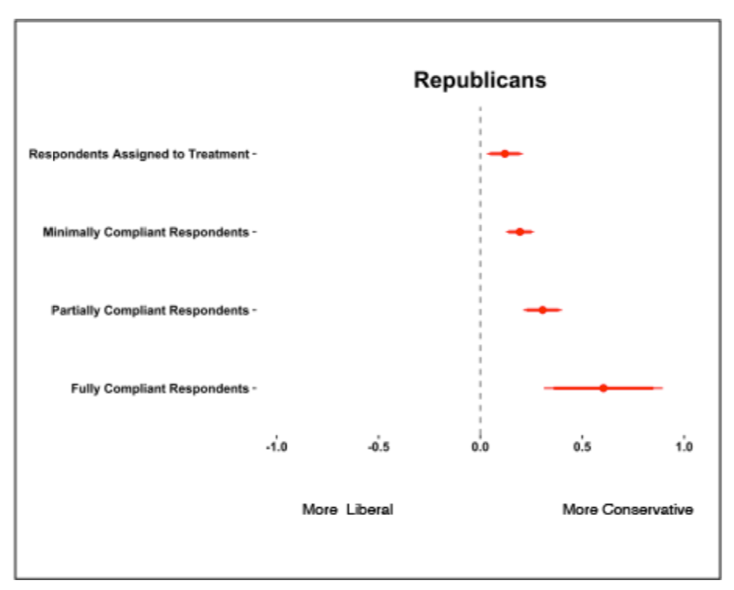 Republicans
Respondents Assigned to Treatment
Minimally Compliant Respondents
Partially Compliant Respondents
Fully Compliant Respondents
-1.0 -0.5 0.0 0.5 1.0
More Liberal More Conservative